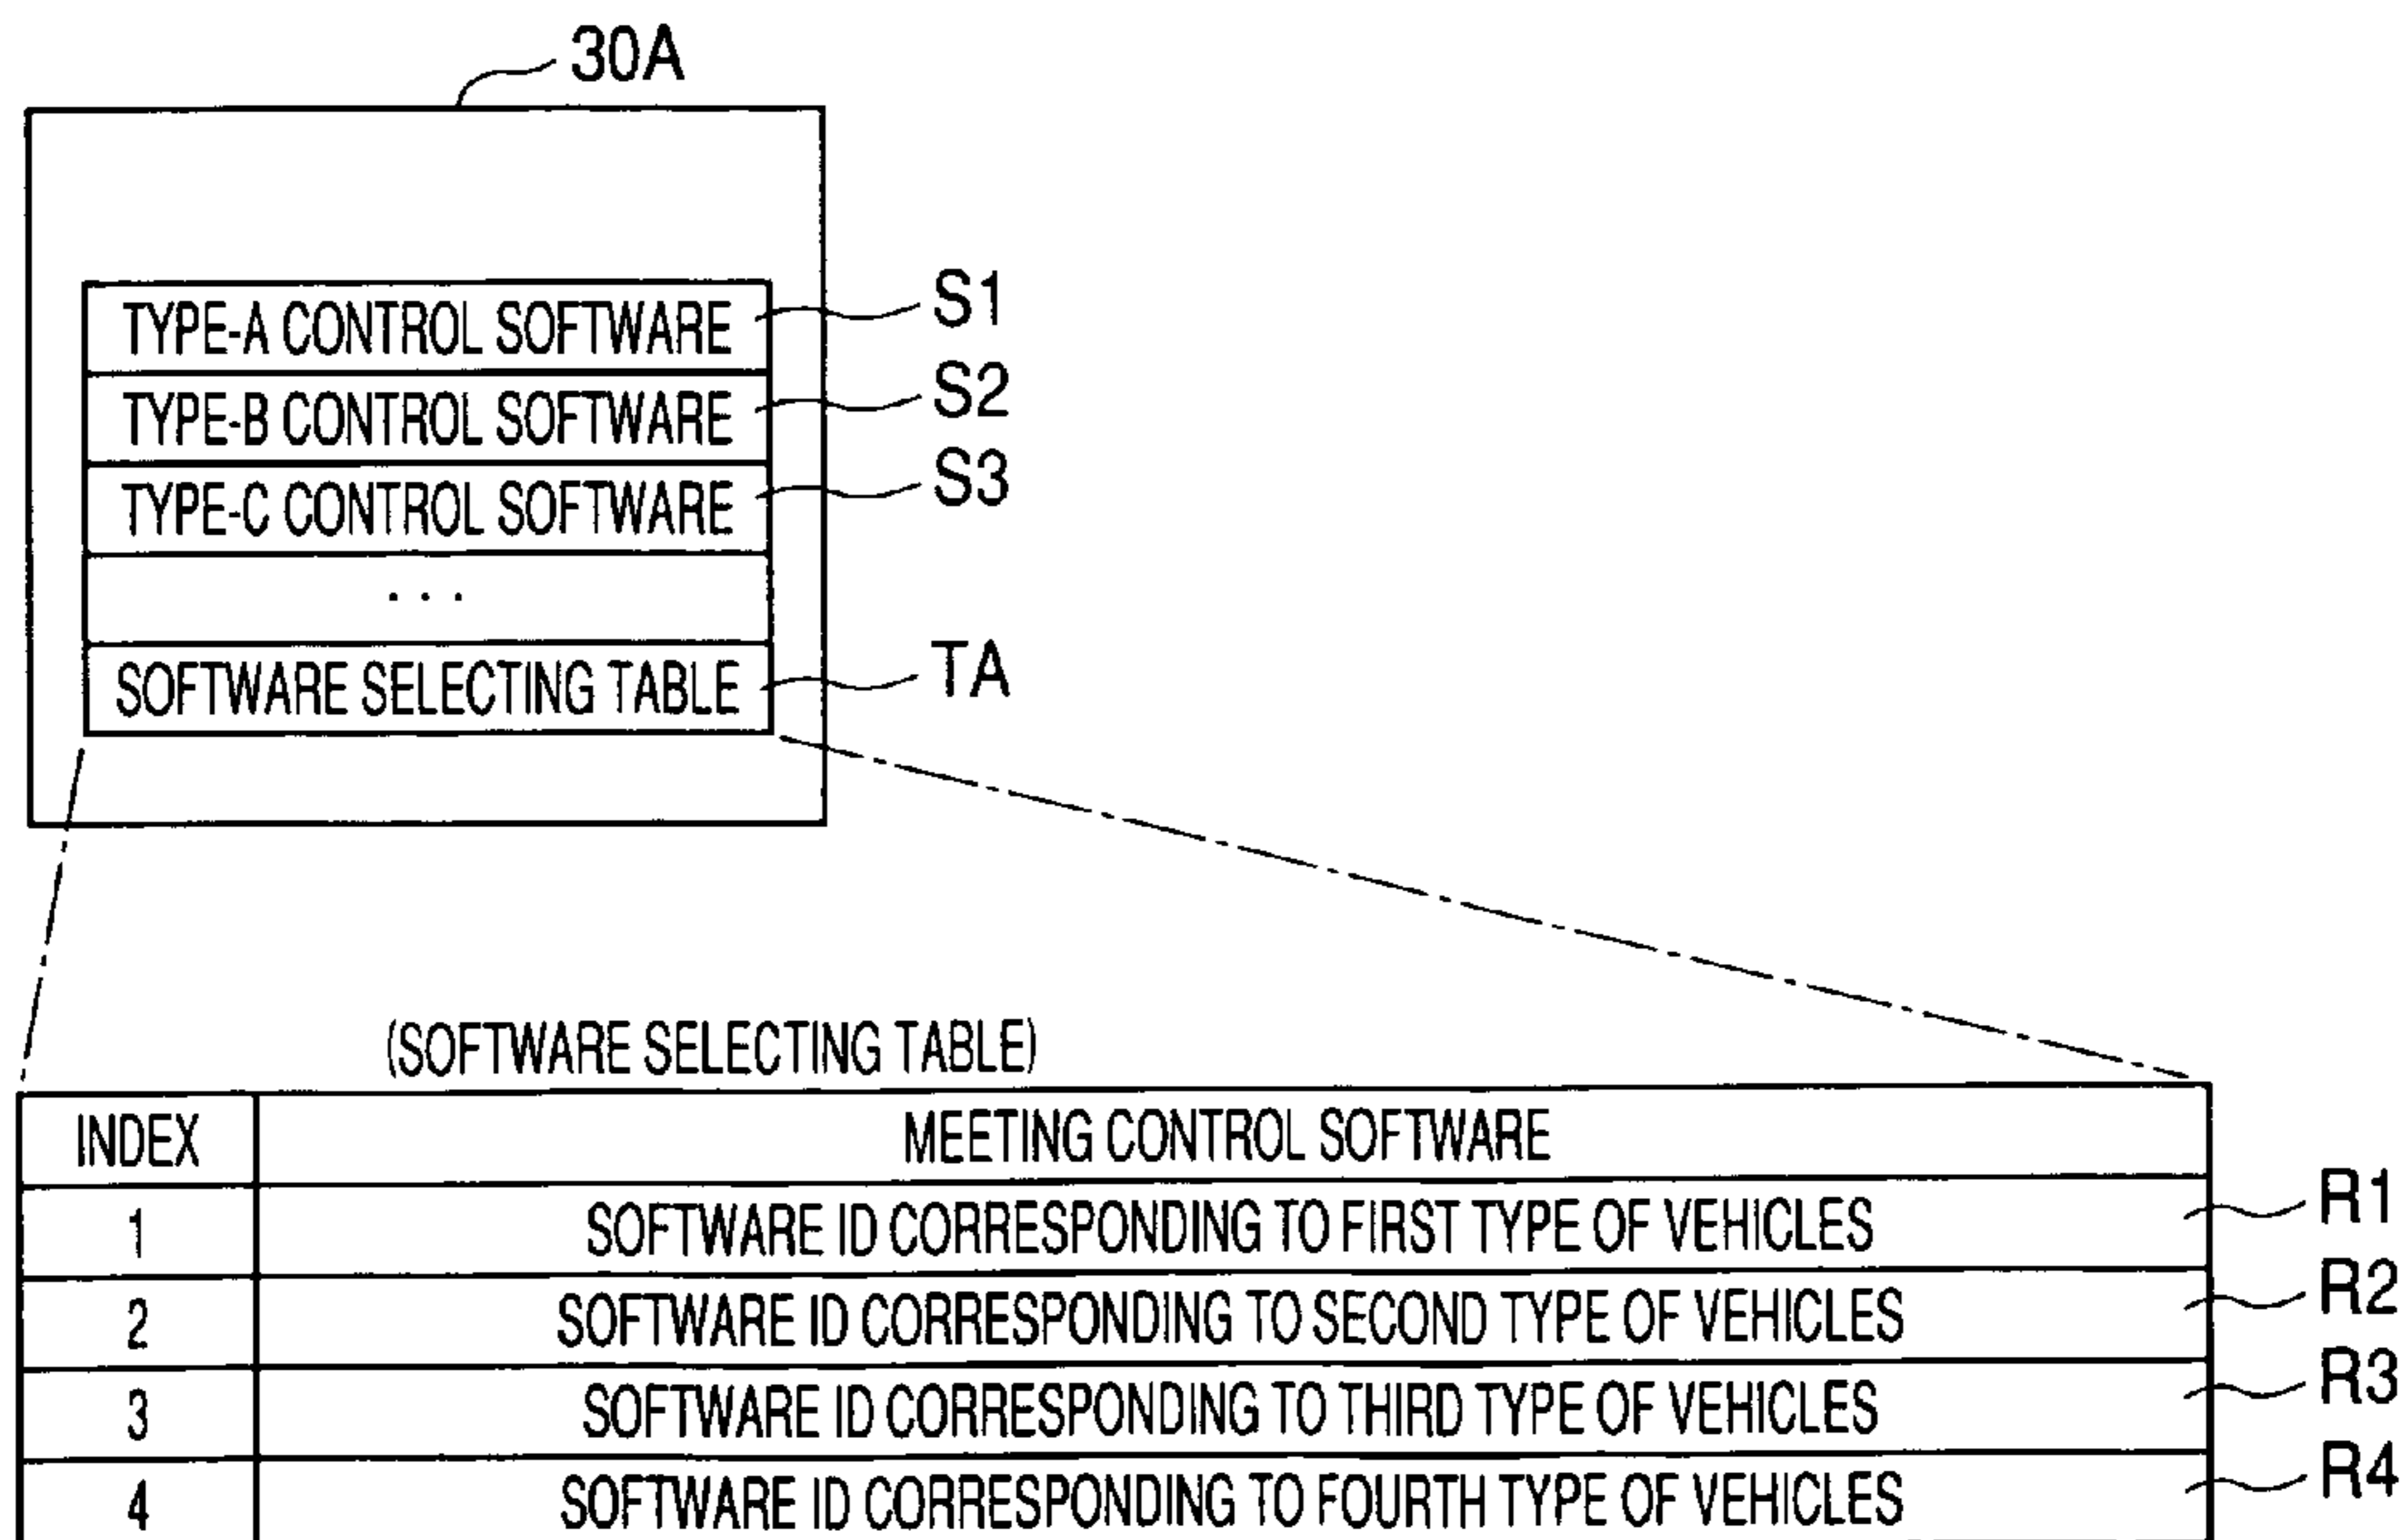 30A
TYPE-A CONTROL SOFTWARE S1
TYPE-B CONTROL SOFTWARE S2
TYPE-C CONTROL SOFTWARE S3
...
SOFTWARE SELECTING TABLE TA
(SOFTWARE SELECTING TABLE)
INDEX MEETING CONTROL SOFTWARE
1 SOFTWARE ID CORRESPONDING TO FIRST TYPE OF VEHICLES R1
2 SOFTWARE ID CORRESPONDING TO SECOND TYPE OF VEHICLES R2
3 SOFTWARE ID CORRESPONDING TO THIRD TYPE OF VEHICLES R3
4 SOFTWARE ID CORRESPONDING TO FOURTH TYPE OF VEHICLES R4